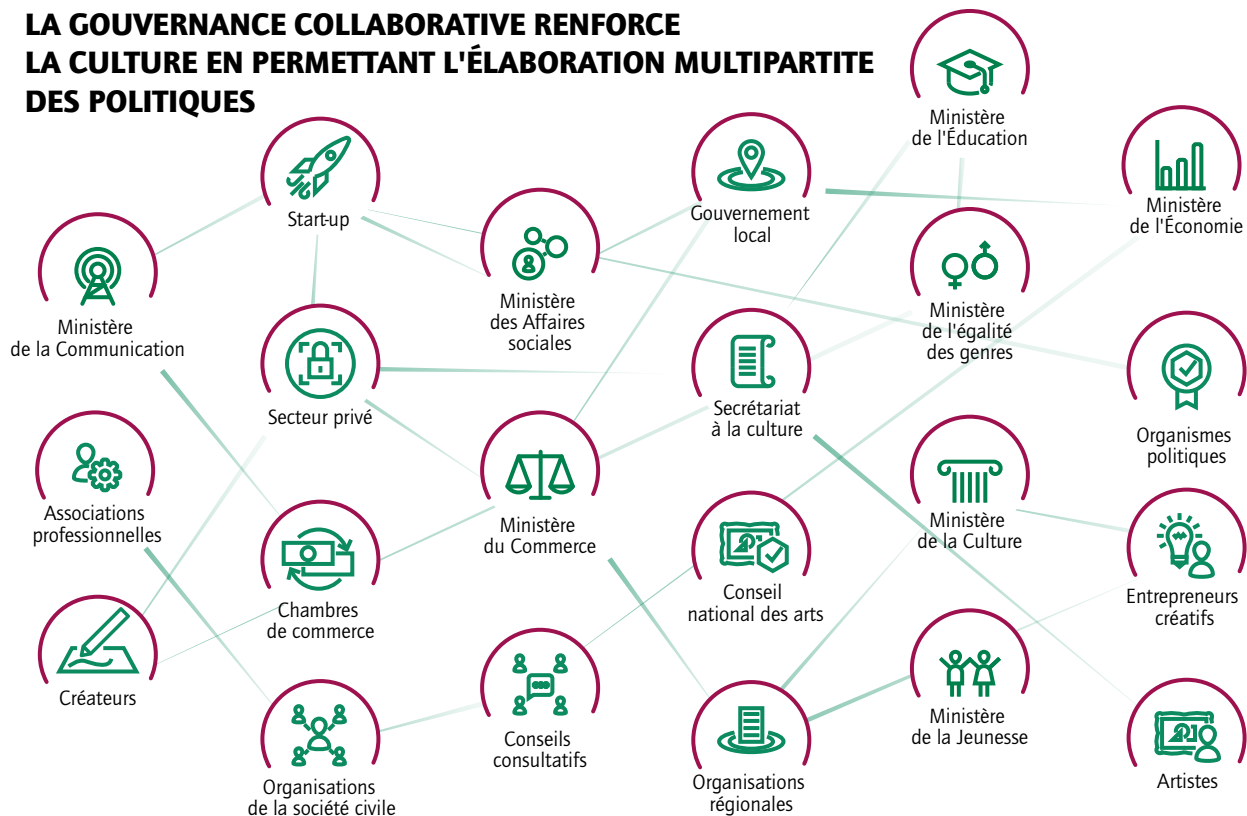 LA GOUVERNANCE COLLABORATIVE RENFORCE
LA CULTURE EN PERMETTANT L'ÉLABORATION MULTIPARTITE
DES POLITIQUES
Ministère
de l'Éducation
Start-up
Gouvernement
local
Ministère
de l'Économie
Ministère
de la Communication
Ministère
des Affaires
sociales
Ministère
de l'égalité
des genres
Secteur privé
Secrétariat
à la culture
Organismes
politiques
Associations
professionnelles
Ministère
du Commerce
Ministère
de la Culture
Chambres
de commerce
Conseil
national des arts
Entrepreneurs
créatifs
Créateurs
Conseils
consultatifs
Ministère
de la Jeunesse
Organisations
de la société civile
Organisations
régionales
Artistes